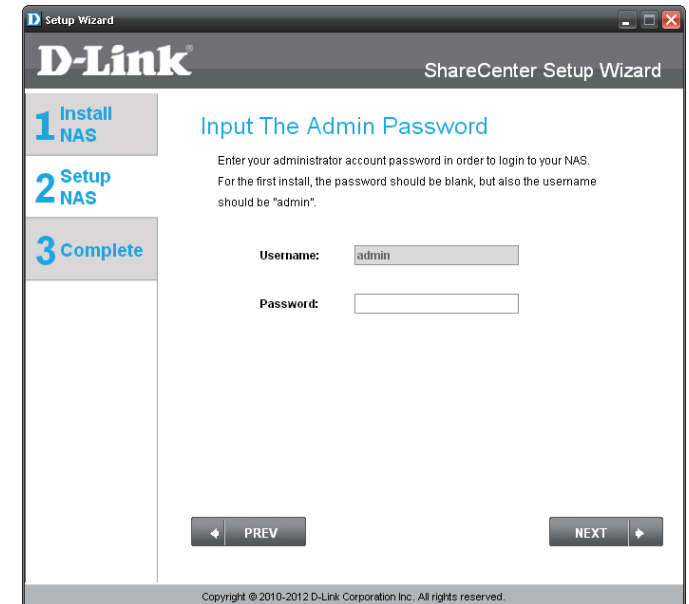 Setup Wizard
D-Link®
ShareCenter Setup Wizard
1 Install
NAS
2 Setup
NAS
3 Complete
Input The Admin Password
Enter your administrator account password in order to login to your NAS.
For the first install, the password should be blank, but also the username
should be "admin".
Username: admin
Password:
PREV
NEXT
Copyright © 2010-2012 D-Link Corporation Inc. All rights reserved.